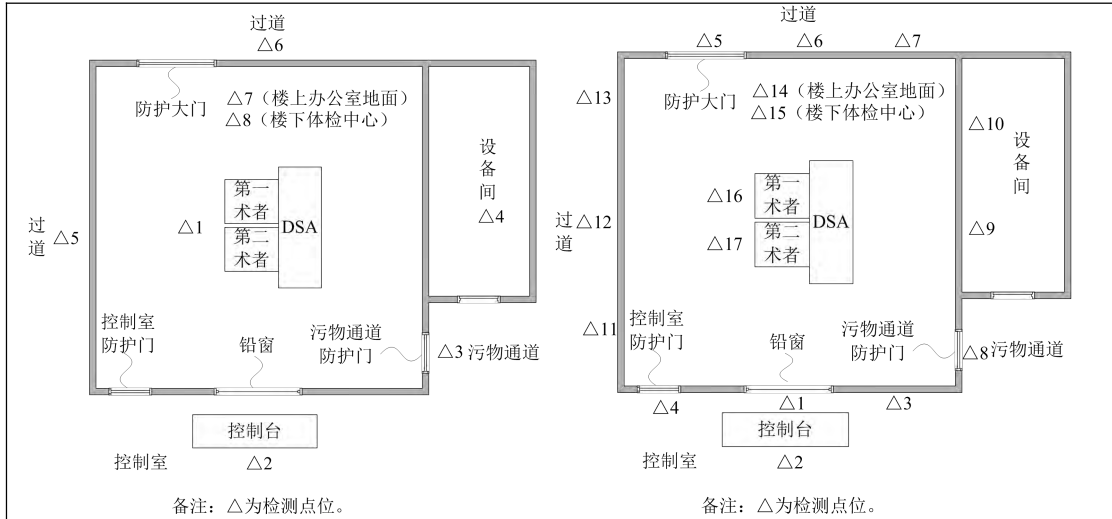 过道
△6
防护大门
△7（楼上办公室地面）
△8（楼下体检中心）
设
备
间
△4
第一
术者
第二
术者
DSA
△1
过
道
△5
控制室
防护门
铅窗
污物通道
防护门
△3 污物通道
控制台
控制室
△2
备注：△为检测点位。
过道
△5
△6
△7
△13
防护大门
△14（楼上办公室地面）
△15（楼下体检中心）
△10
设
备
间
△16
第一
术者
第二
术者
DSA
△17
过
道
△12
△9
△11
控制室
防护门
铅窗
污物通道
防护门
△8 污物通道
△4
△1
△3
控制台
控制室
△2
备注：△为检测点位。